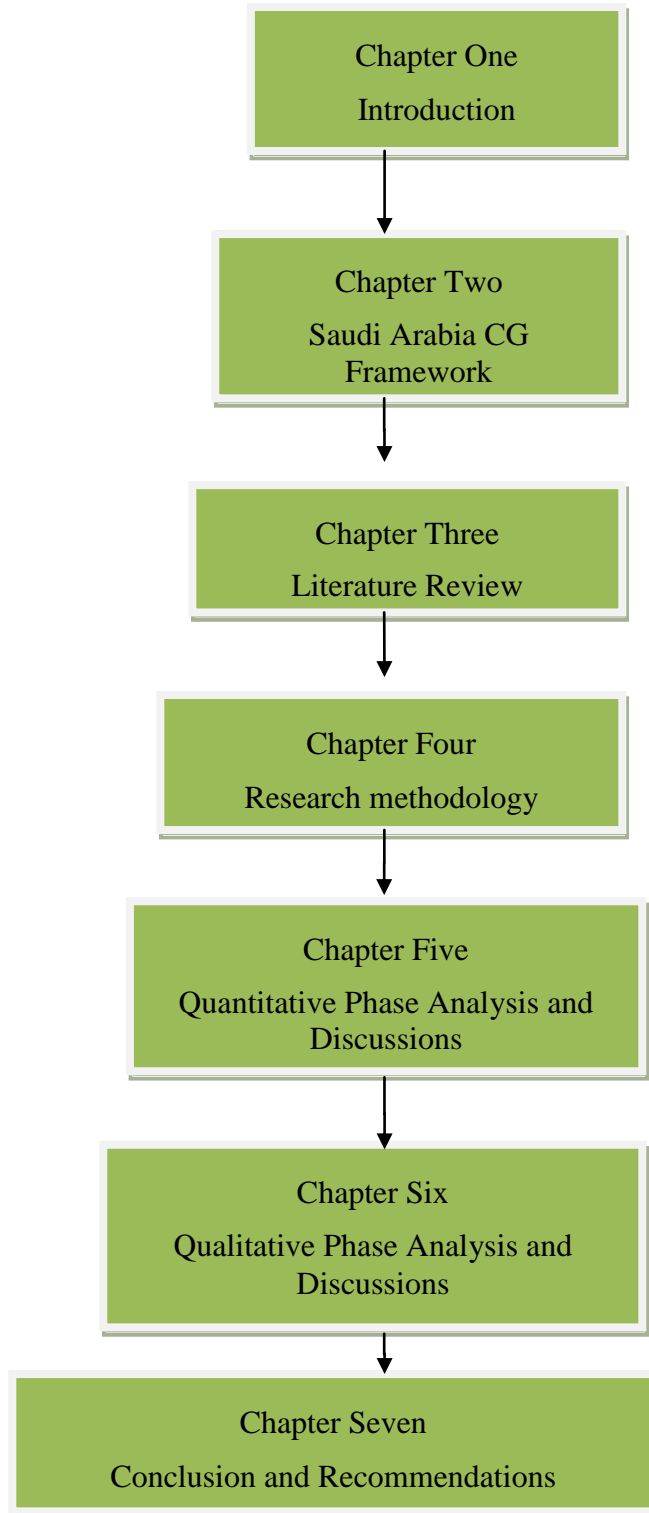 Chapter One
Introduction
Chapter Two
Saudi Arabia CG
Framework
Chapter Three
Literature Review
Chapter Four
Research methodology
Chapter Five
Quantitative Phase Analysis and
Discussions
Chapter Six
Qualitative Phase Analysis and
Discussions
Chapter Seven
Conclusion and Recommendations